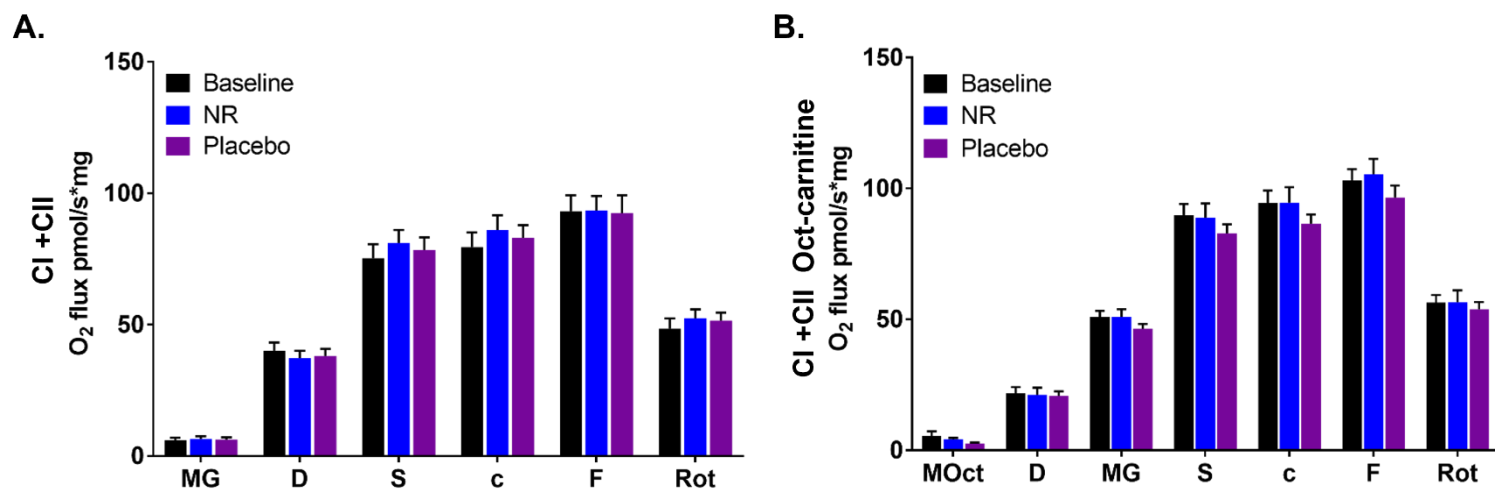 A.
CI +CII
O₂ flux pmol/s*mg
150
100
50
0
Baseline
NR
Placebo
MG D S c F Rot
B.
CI +CII Oct-carnitine
O₂ flux pmol/s*mg
150
100
50
0
Baseline
NR
Placebo
MOct D MG S c F Rot